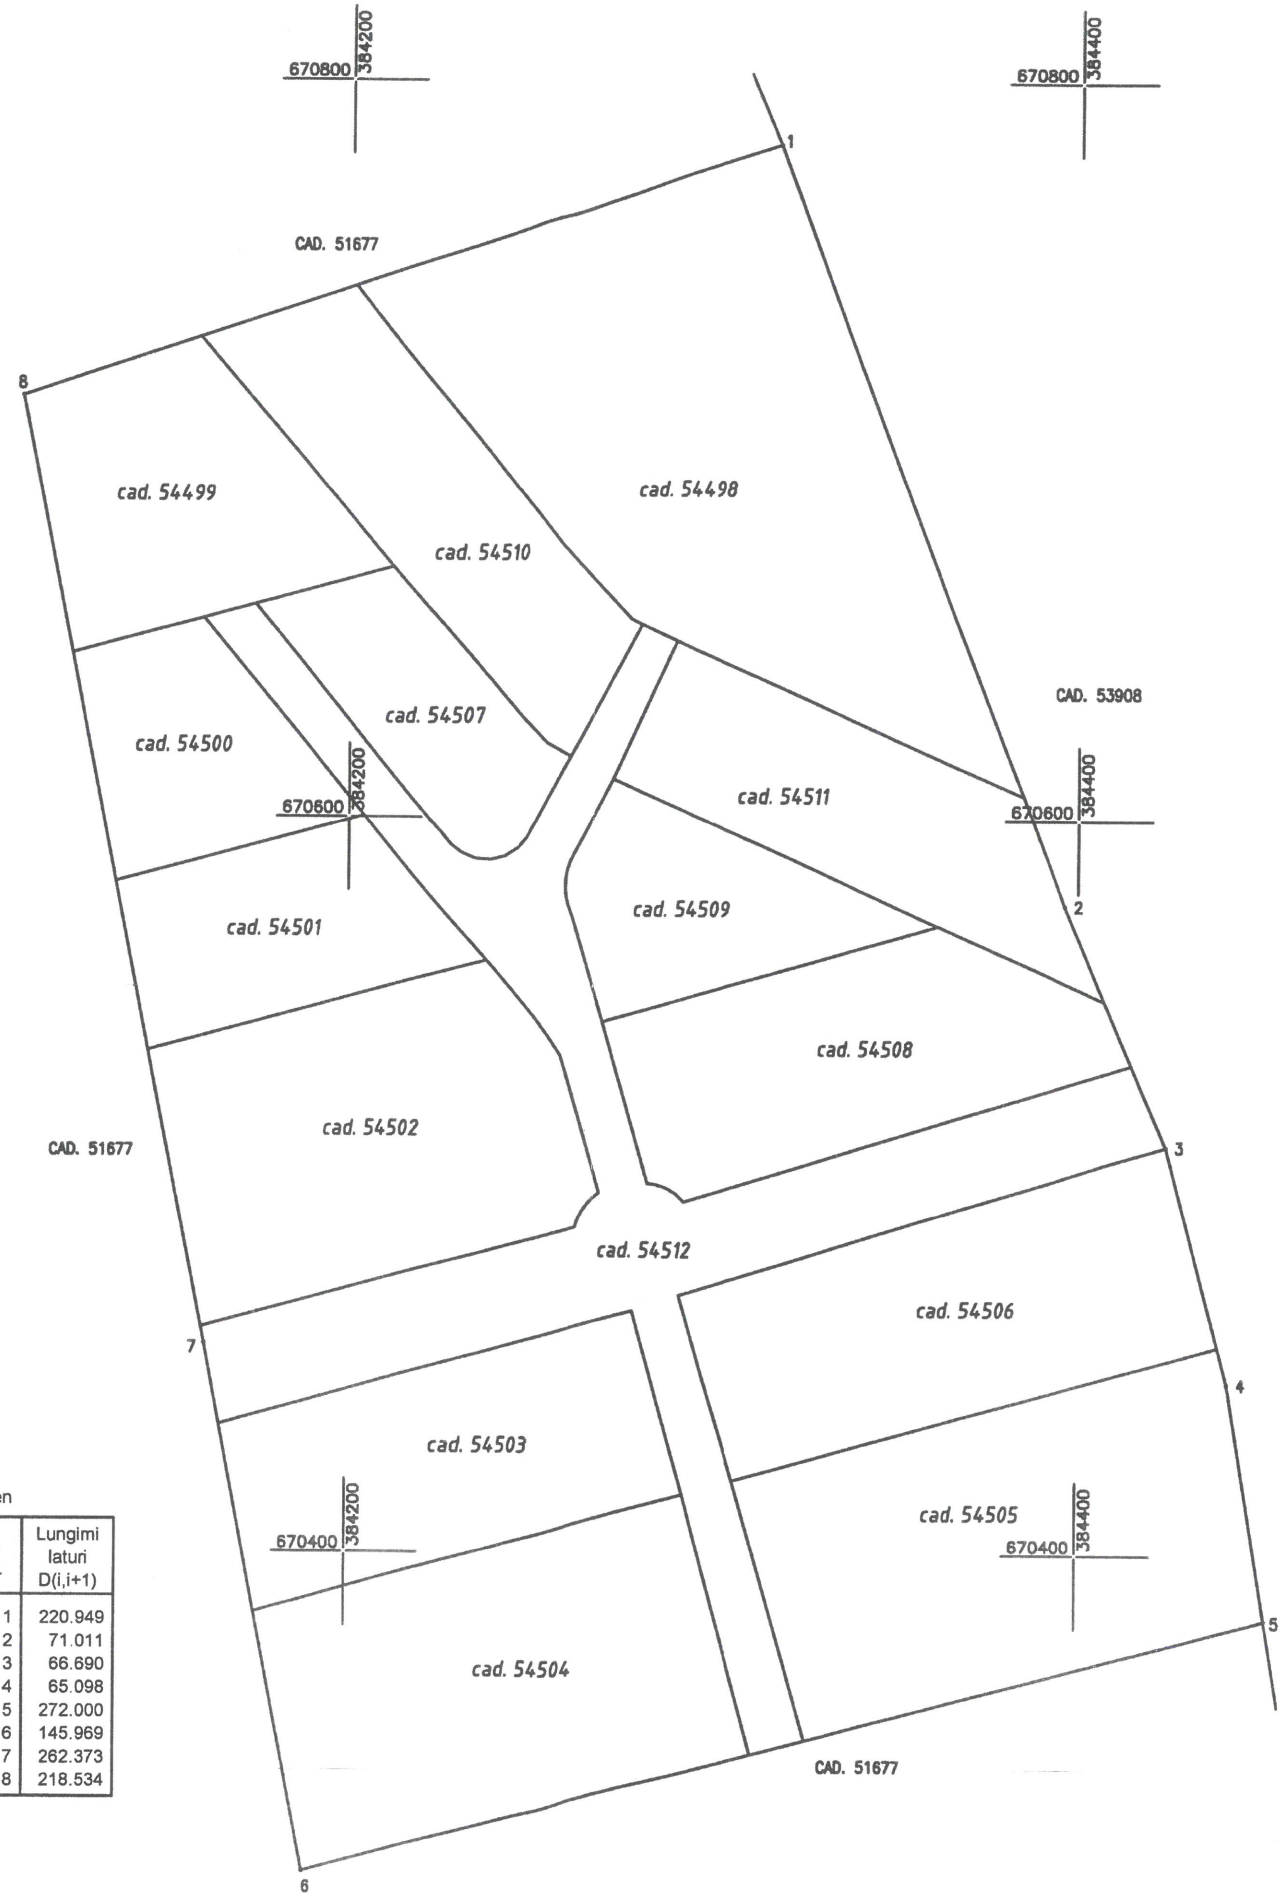 384200
670800
384400
670800
1
CAD. 51677
8
cad. 54499
cad. 54498
cad. 54510
CAD. 53908
cad. 54507
cad. 54500
384200
670600
384400
670600
cad. 54511
2
cad. 54509
cad. 54501
cad. 54508
cad. 54502
CAD. 51677
3
cad. 54512
cad. 54506
7
4
cad. 54503
384200
670400
cad. 54505
384400
670400
en
Lungimi
laturi
D(i,i+1)
1 220.949
2 71.011
3 66.690
4 65.098
5 272.000
6 145.969
7 262.373
8 218.534
5
cad. 54504
CAD. 51677
6